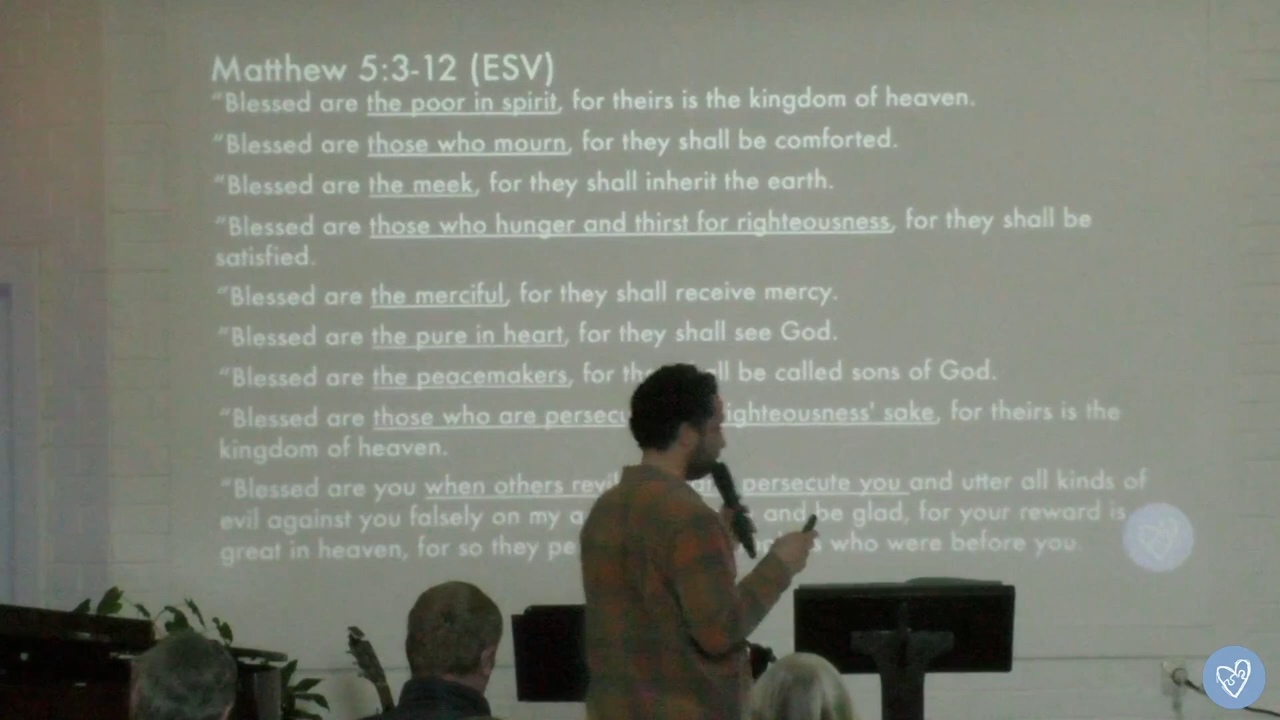 Matthew 5:3-12 (ESV)
“Blessed are the poor in spirit, for theirs is the kingdom of heaven.
“Blessed are those who mourn, for they shall be comforted.
“Blessed are the meek, for they shall inherit the earth.
“Blessed are those who hunger and thirst for righteousness, for they shall be
satisfied.
“Blessed are the merciful, for they shall receive mercy.
“Blessed are the pure in heart, for they shall see God.
“Blessed are the peacemakers, for be called sons of God.
“Blessed are those who are sake, for theirs is the
kingdom of heaven.
“Blessed are you when others persecute you and utter all kinds of
evil against you falsely on my and be glad, for your reward is
great in heaven, for so they who were before you.